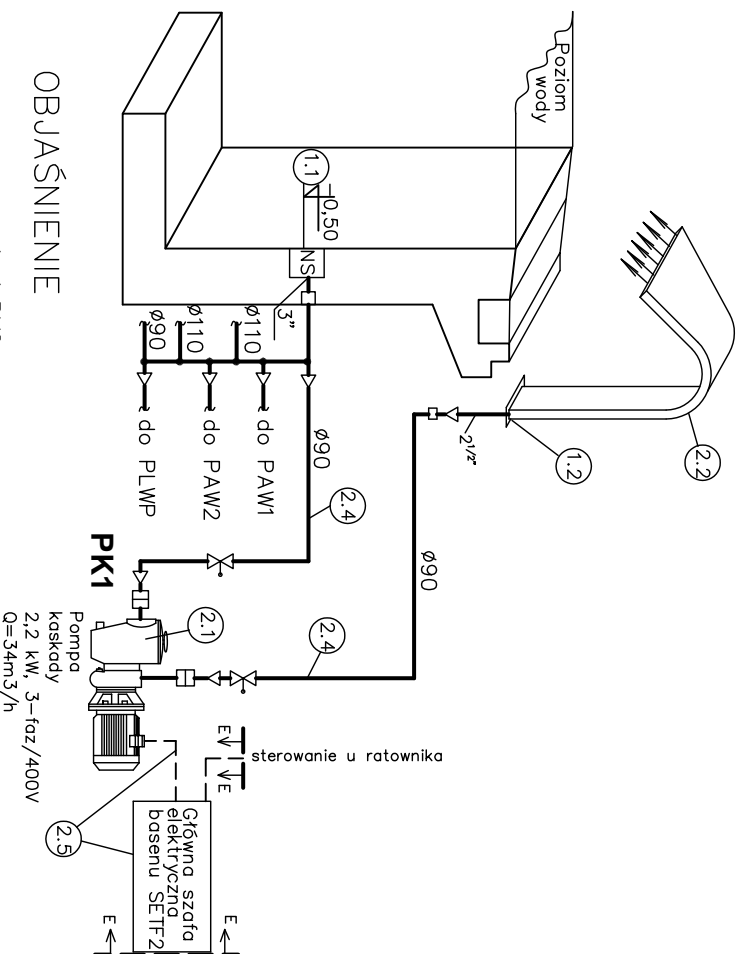 Poziom
wody
2.2
1.1
-0,50
NS
3"
2 1/2"
1.2
Ø90
Ø110
Ø110
do PLWP
do PAW2
do PAW1
Ø90
2.4
Ø90
2.4
PK1
2.1
Pompa
kaskady
2,2 kW, 3-faz/400V
Q=34m3/h
E
E
sterowanie u ratownika
Główna szafa
elektryczna
basenu SETF2
2.5
E
E
OBJAŚNIENIE